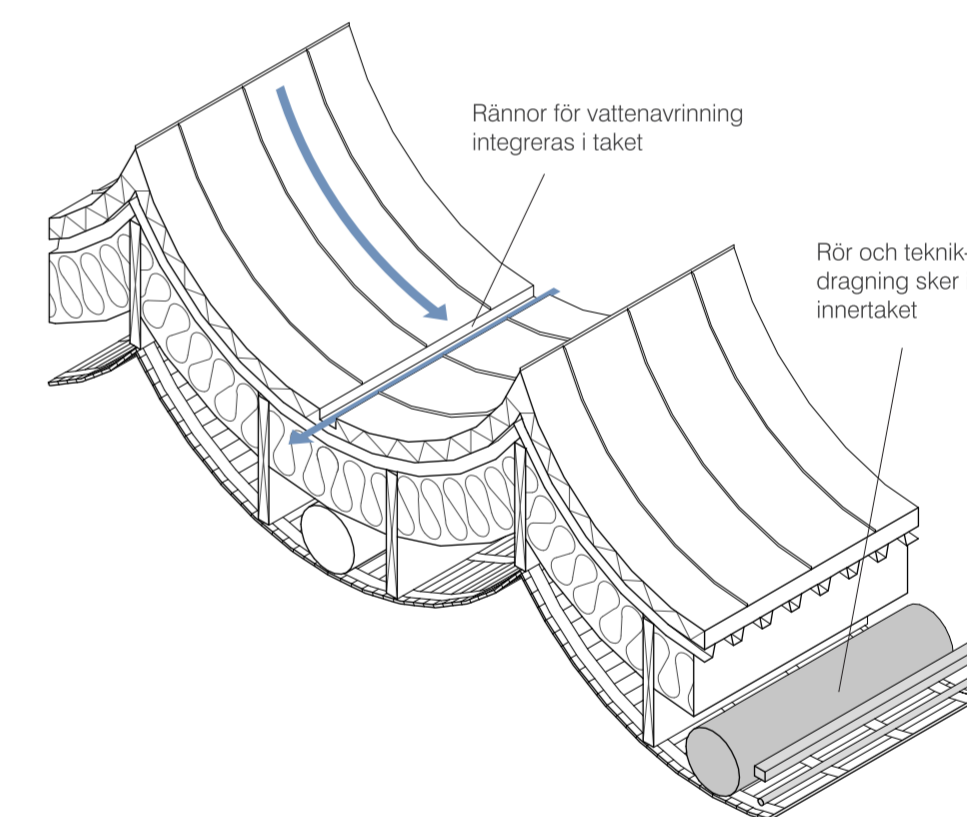 Rännor för vattenavrinning
integreras i taket
Rör och teknik-
dragning sker
innertaket